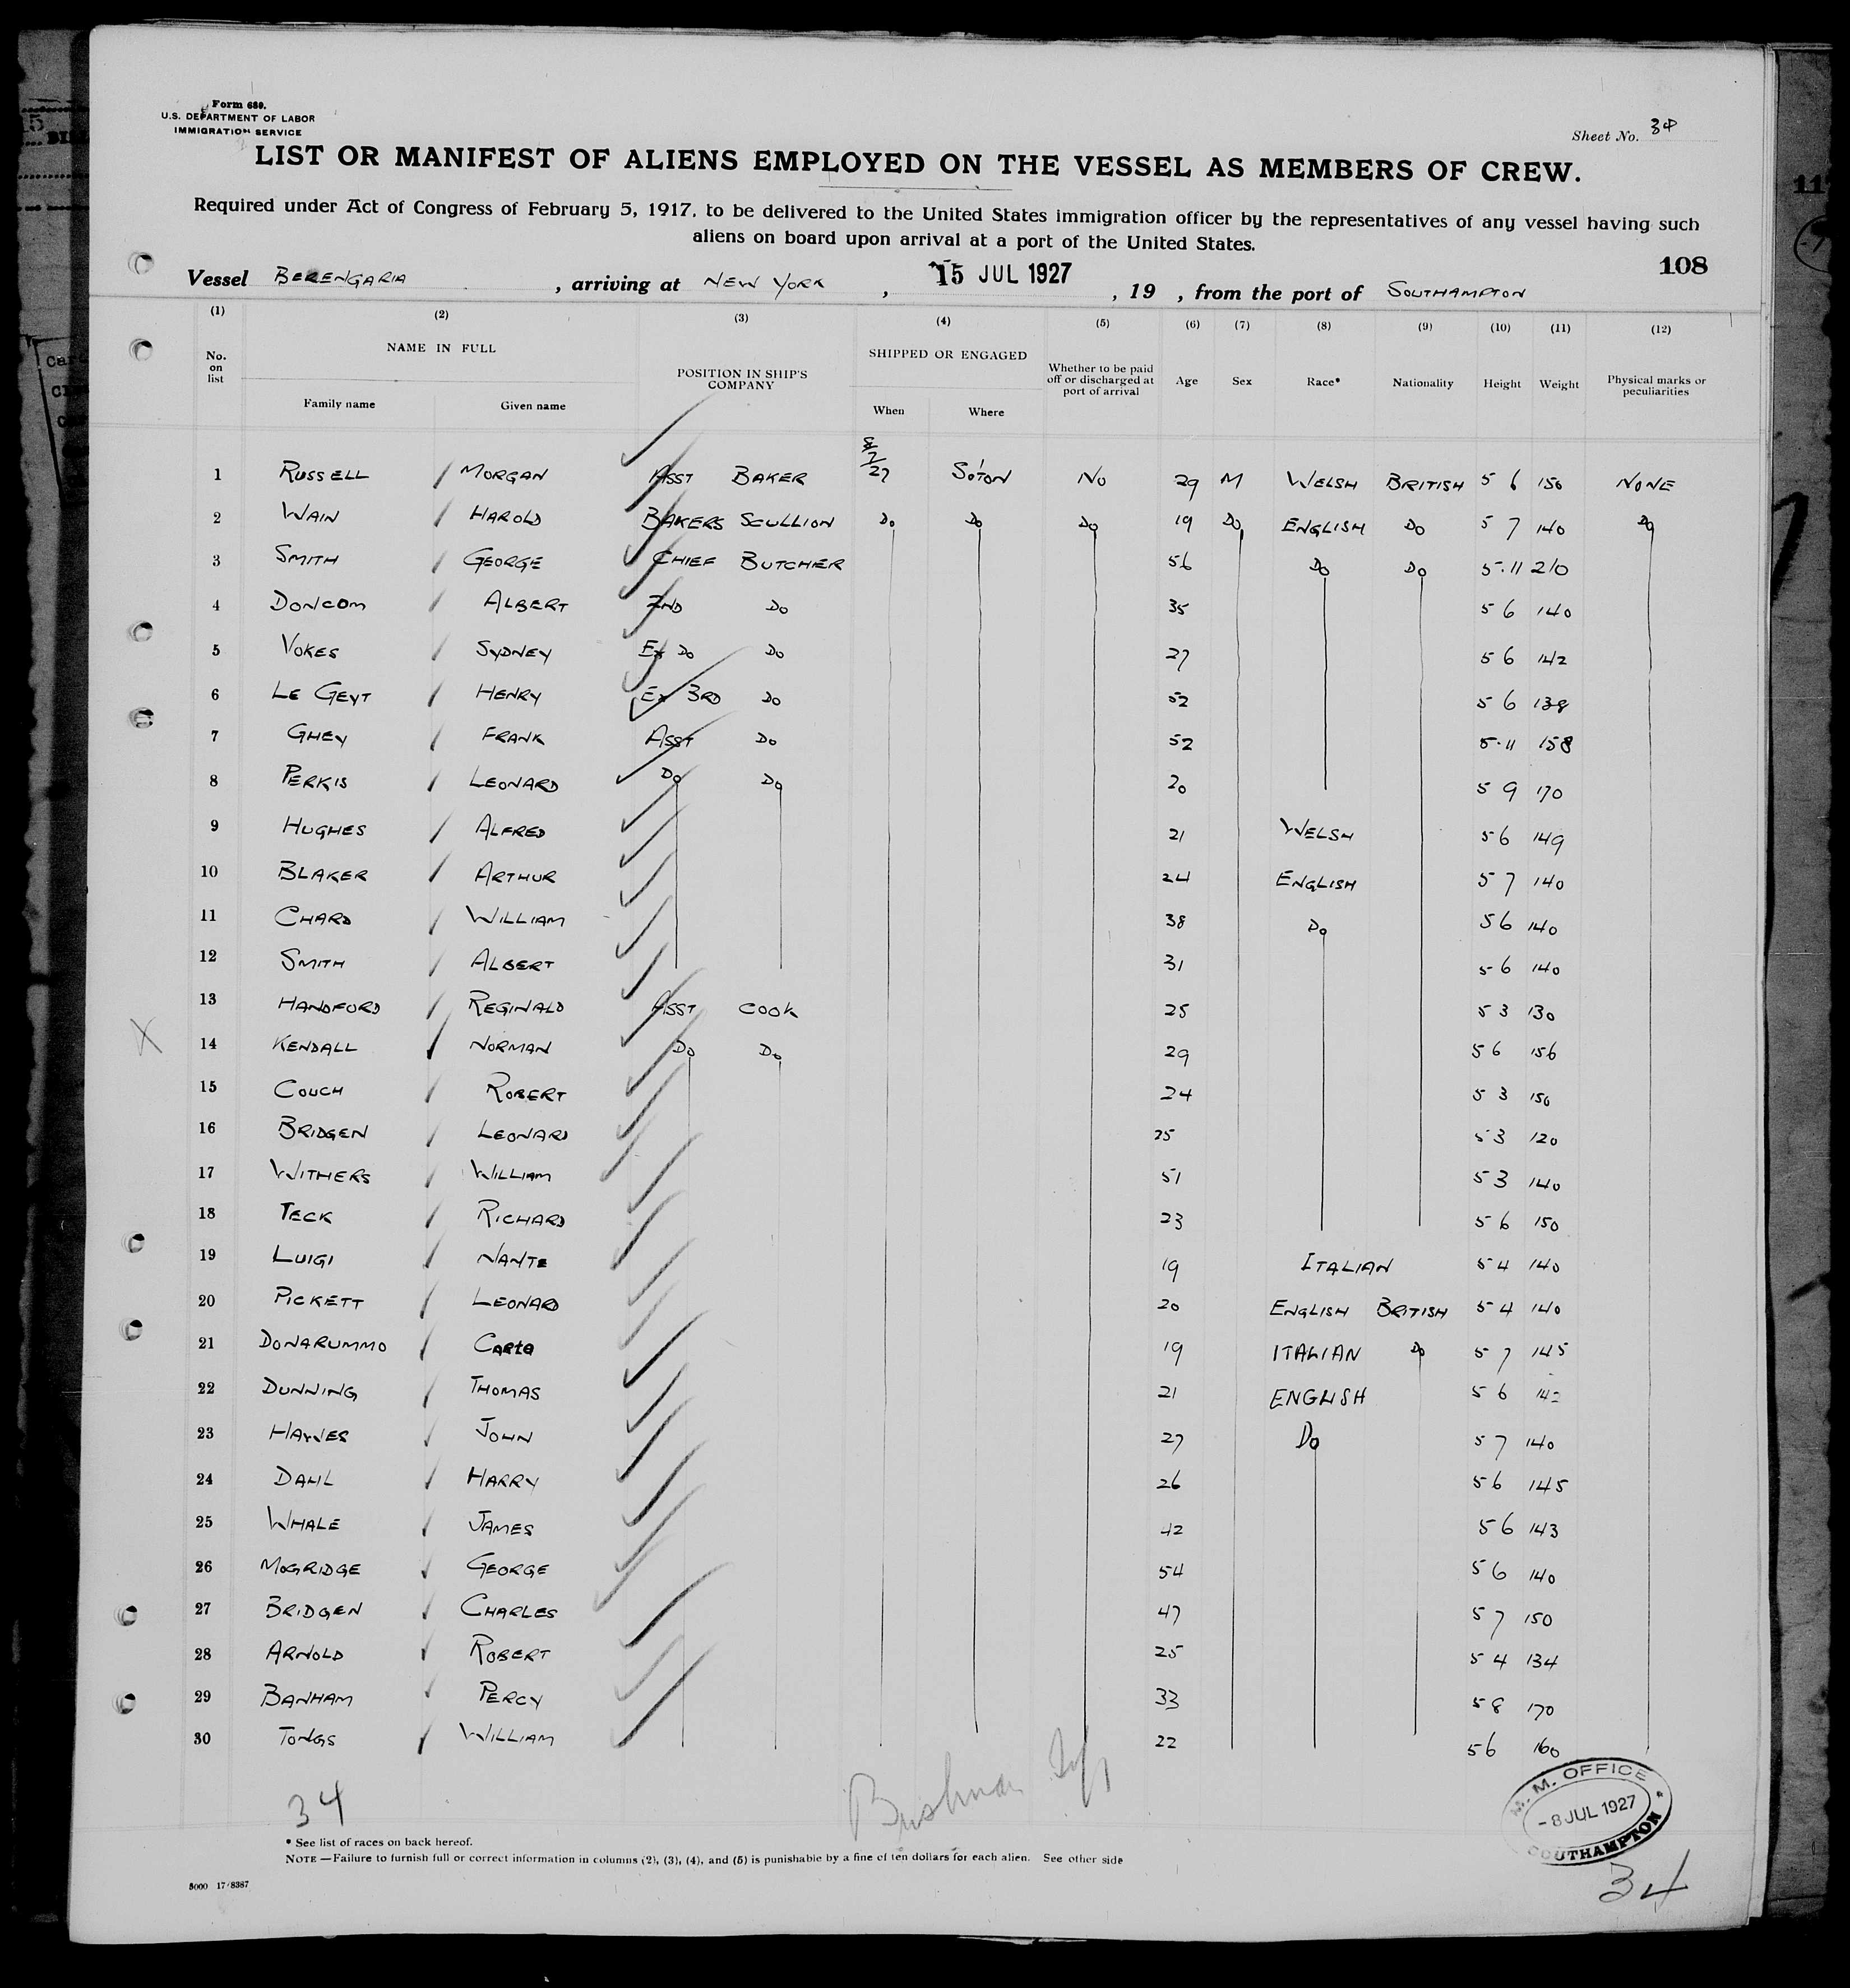 Form 689.
U.S. DEPARTMENT OF LABOR
IMMIGRATION SERVICE
Sheet No. 34
LIST OR MANIFEST OF ALIENS EMPLOYED ON THE VESSEL AS MEMBERS OF CREW.
Required under Act of Congress of February 5, 1917, to be delivered to the United States immigration officer by the representatives of any vessel having such
aliens on board upon arrival at a port of the United States.
108
Vessel BERENGARIA , arriving at NEW YORK , 15 JUL 1927 , 19 , from the port of SOUTHAMPTON
(1) (2) (3) (4) (5) (6) (7) (8) (9) (10) (11) (12)
No. on list NAME IN FULL Family name Given name POSITION IN SHIP'S COMPANY SHIPPED OR ENGAGED When Where Whether to be paid off or discharged at port of arrival Age Sex Race* Nationality Height Weight Physical marks or peculiarities
1 RUSSELL MORGAN ASST BAKER 8/7/27 So'TON No 29 M WELSH BRITISH 5 6 150 NONE
2 WAIN HAROLD BAKERS SCULLION Do Do Do 19 Do ENGLISH Do 5 7 140 Do
3 SMITH GEORGE CHIEF BUTCHER 56 Do Do 5·11 210
4 DONCOM ALBERT 2ND Do 35 5 6 140
5 VOKES SYDNEY Ex Do Do 27 5 6 142
6 LE GEYT HENRY Ex 3RD Do 52 5 6 138
7 GHEY FRANK ASST Do 52 5·11 158
8 PERKIS LEONARD Do Do 20 5 9 170
9 HUGHES ALFRED 21 WELSH 5 6 149
10 BLAKER ARTHUR 24 ENGLISH 5 7 140
11 CHARD WILLIAM 38 Do 5 6 140
12 SMITH ALBERT 31 5 6 140
13 HANDFORD REGINALD ASST COOK 25 5 3 130
X 14 KENDALL NORMAN Do Do 29 5 6 156
15 COUCH ROBERT 24 5 3 150
16 BRIDGEN LEONARD 25 5 3 120
17 WITHERS WILLIAM 51 5 3 140
18 TECK RICHARD 23 5 6 150
19 LUIGI NANTE 19 ITALIAN 5 4 140
20 PICKETT LEONARD 20 ENGLISH BRITISH 5 4 140
21 DONARUMMO 19 ITALIAN Do 5 7 145
22 DUNNING THOMAS 21 ENGLISH 5 6
23 HAYNES JOHN 27 Do 5 7 140
24 DAHL HARRY 26 5 6 145
25 WHALE JAMES 42 5 6 143
26 MOGRIDGE GEORGE 54 5 6 140
27 BRIDGEN CHARLES 47 5 7 150
28 ARNOLD ROBERT 25 5 4 134
29 BANHAM PERCY 33 5 8 170
30 TONGS WILLIAM 22 5 6 160
34
M. M. OFFICE
- 8 JUL 1927
SOUTHAMPTON
* See list of races on back hereof.
NOTE —Failure to furnish full or correct information in columns (2), (3), (4), and (5) is punishable by a fine of ten dollars for each alien. See other side
5000 17/8387
34